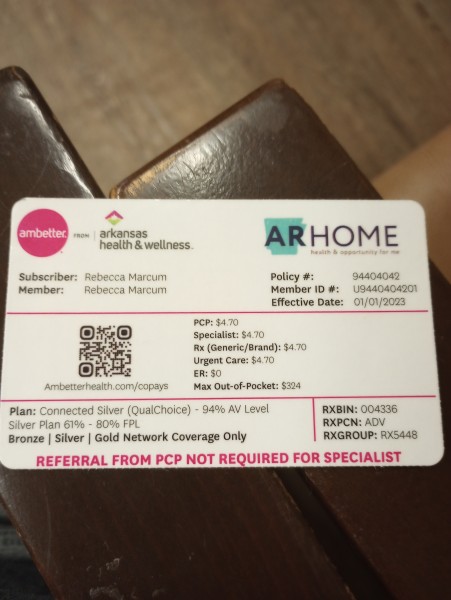 ambetter. FROM arkansas health & wellness.
ARHOME
health & opportunity for me
Subscriber: Rebecca Marcum
Member: Rebecca Marcum
Policy #: 94404042
Member ID #: U9440404201
Effective Date: 01/01/2023
Ambetterhealth.com/copays
PCP: $4.70
Specialist: $4.70
Rx (Generic/Brand): $4.70
Urgent Care: $4.70
ER: $0
Max Out-of-Pocket: $324
Plan: Connected Silver (QualChoice) - 94% AV Level
Silver Plan 61% - 80% FPL
Bronze | Silver | Gold Network Coverage Only
RXBIN: 004336
RXPCN: ADV
RXGROUP: RX5448
REFERRAL FROM PCP NOT REQUIRED FOR SPECIALIST